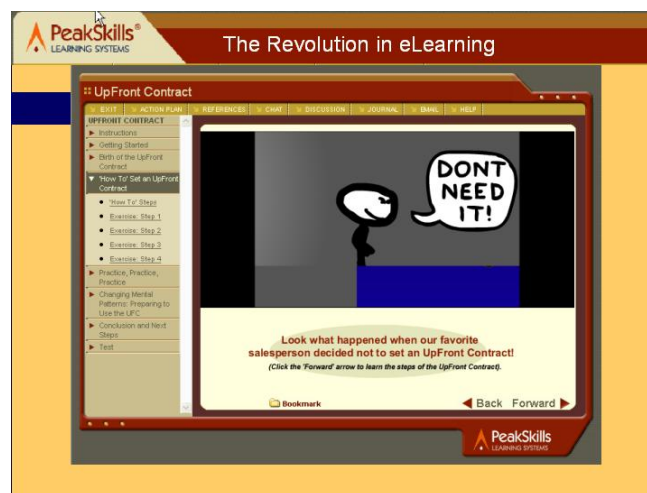 PeakSkills®
LEARNING SYSTEMS
The Revolution in eLearning
UpFront Contract
EXIT ACTION PLAN REFERENCES CHAT DISCUSSION JOURNAL EMAIL HELP
UPFRONT CONTRACT
Instructions
Getting Started
Birth of the UpFront
Contract
'How To' Set an UpFront
Contract
'How To' Steps
Exercise: Step 1
Exercise: Step 2
Exercise: Step 3
Exercise: Step 4
Practice, Practice,
Practice
Changing Mental
Patterns: Preparing to
Use the UFC
Conclusion and Next
Steps
Test
DONT
NEED
IT!
Look what happened when our favorite
salesperson decided not to set an UpFront Contract!
(Click the 'Forward' arrow to learn the steps of the UpFront Contract).
Bookmark
Back Forward
PeakSkills
LEARNING SYSTEMS